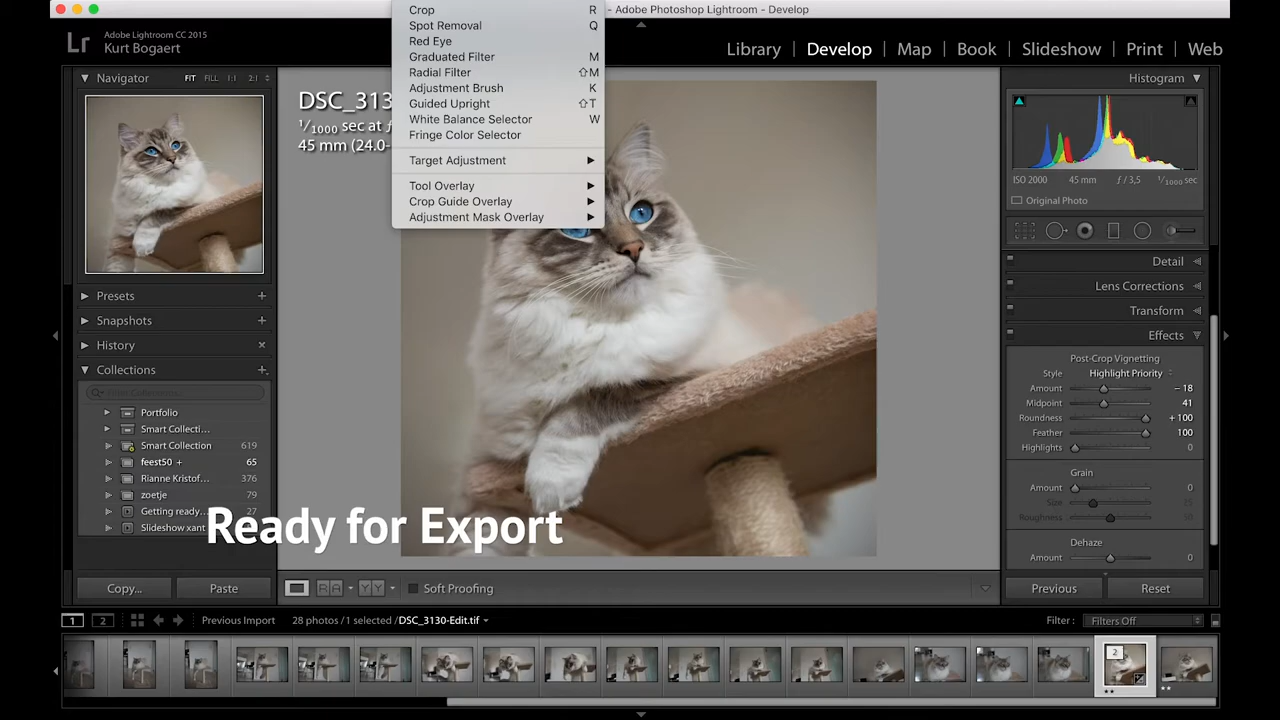 - Adobe Photoshop Lightroom - Develop
Crop R
Spot Removal Q
Red Eye
Graduated Filter M
Radial Filter ⇧M
Adjustment Brush K
Guided Upright ⇧T
White Balance Selector W
Fringe Color Selector
Target Adjustment
Tool Overlay
Crop Guide Overlay
Adjustment Mask Overlay
Lr
Adobe Lightroom CC 2015
Kurt Bogaert
Library | Develop | Map | Book | Slideshow | Print | Web
Navigator FIT FILL 1:1 2:1
Presets
Snapshots
History
Collections
Portfolio
Smart Collecti...
Smart Collection 619
feest50 + 65
Rianne Kristof... 376
zoetje 79
Getting ready... 27
Slideshow xant
Copy... Paste
DSC_313
1/1000 sec at ƒ
45 mm (24.0-
Ready for Export
Soft Proofing
Histogram
ISO 2000 45 mm ƒ / 3,5 1/1000 sec
Original Photo
Detail
Lens Corrections
Transform
Effects
Post-Crop Vignetting
Style Highlight Priority
Amount - 18
Midpoint 41
Roundness + 100
Feather 100
Highlights 0
Grain
Amount 0
Size 25
Roughness 50
Dehaze
Amount 0
Previous Reset
1 2 Previous Import 28 photos / 1 selected / DSC_3130-Edit.tif
Filter : Filters Off
2